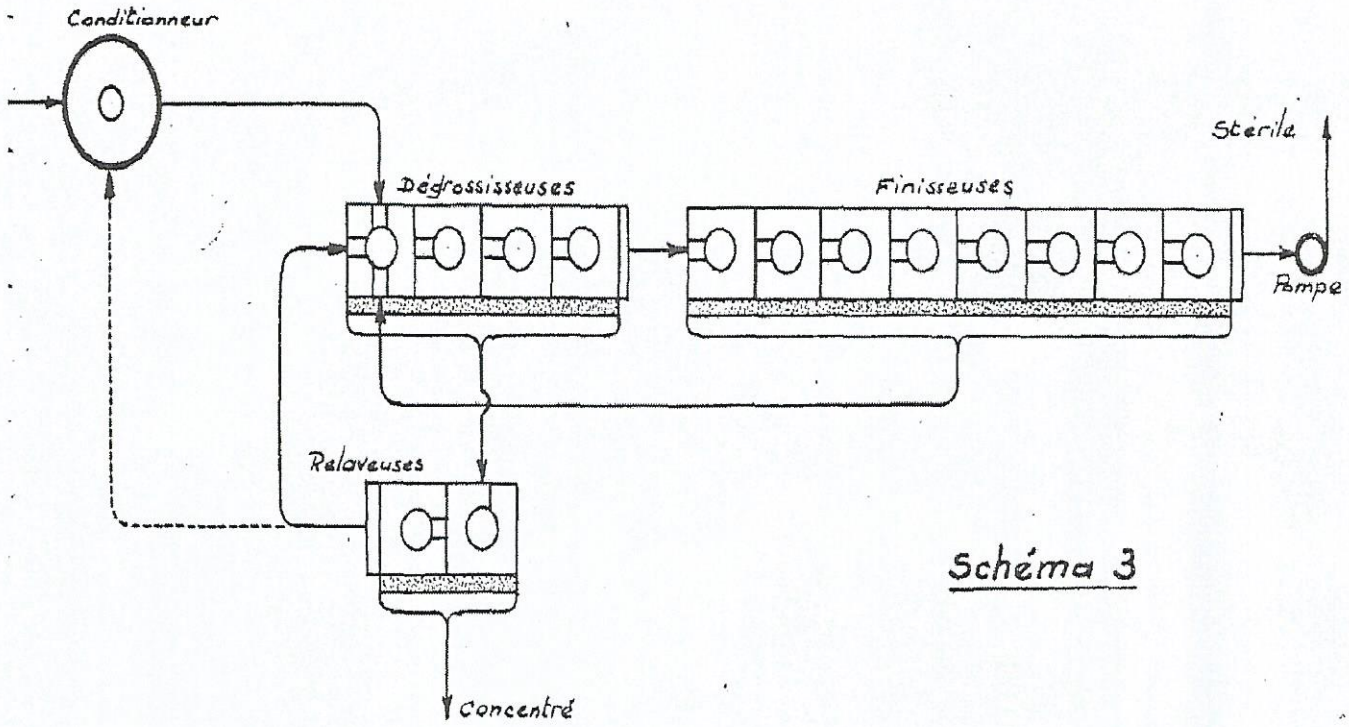 Conditionneur
Stérile
Dégrossisseuses
Finisseuses
Pompe
Relaveuses
Schéma 3
Concentré